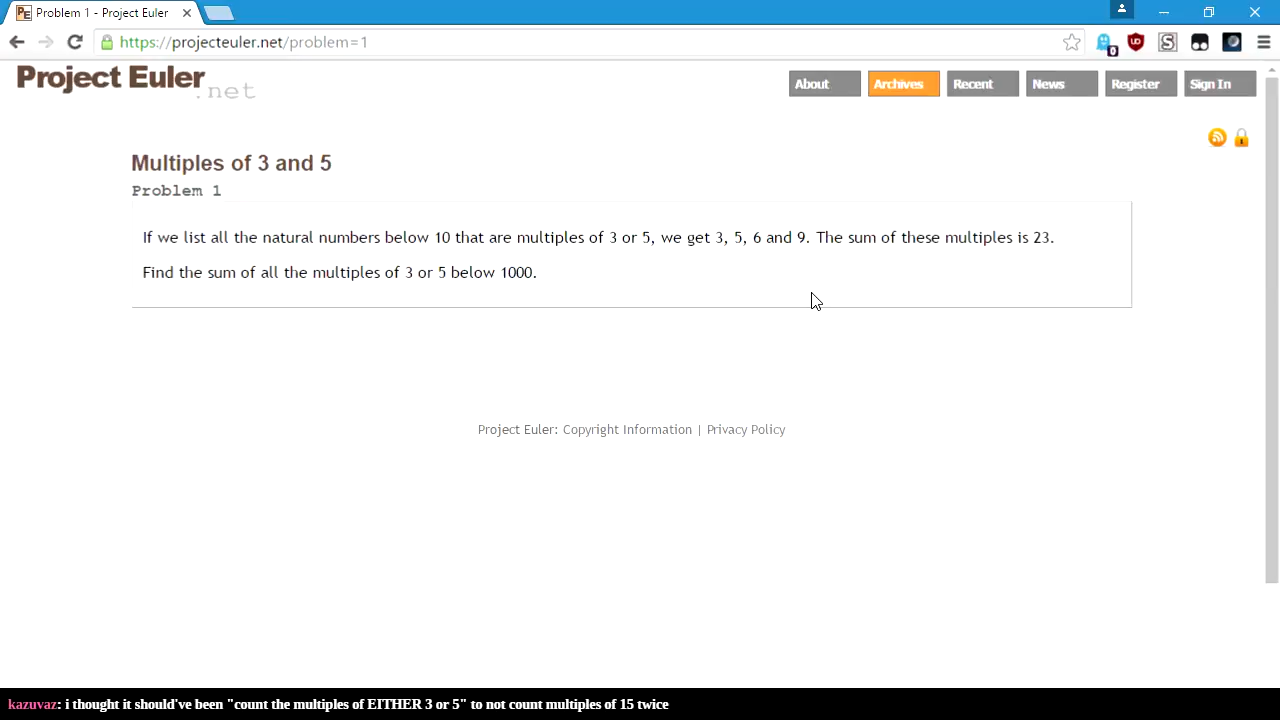 Problem 1 - Project Euler
https://projecteuler.net/problem=1
Project Euler
.net
About Archives Recent News Register Sign In
Multiples of 3 and 5
Problem 1
If we list all the natural numbers below 10 that are multiples of 3 or 5, we get 3, 5, 6 and 9. The sum of these multiples is 23.
Find the sum of all the multiples of 3 or 5 below 1000.
Project Euler: Copyright Information | Privacy Policy
kazuvaz: i thought it should've been "count the multiples of EITHER 3 or 5" to not count multiples of 15 twice